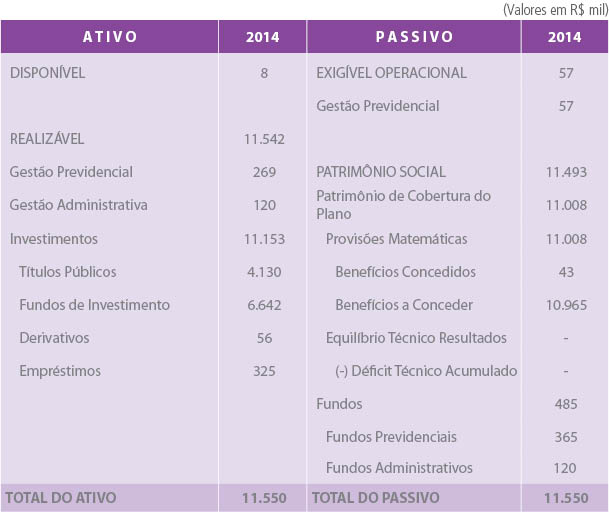 (Valores em R$ mil)
ATIVO 2014 PASSIVO 2014
DISPONÍVEL 8 EXIGÍVEL OPERACIONAL 57
Gestão Previdencial 57
REALIZÁVEL 11.542
Gestão Previdencial 269 PATRIMÔNIO SOCIAL 11.493
Gestão Administrativa 120 Patrimônio de Cobertura do Plano 11.008
Investimentos 11.153 Provisões Matemáticas 11.008
Títulos Públicos 4.130 Benefícios Concedidos 43
Fundos de Investimento 6.642 Benefícios a Conceder 10.965
Derivativos 56 Equilíbrio Técnico Resultados -
Empréstimos 325 (-) Déficit Técnico Acumulado -
Fundos 485
Fundos Previdenciais 365
Fundos Administrativos 120
TOTAL DO ATIVO 11.550 TOTAL DO PASSIVO 11.550